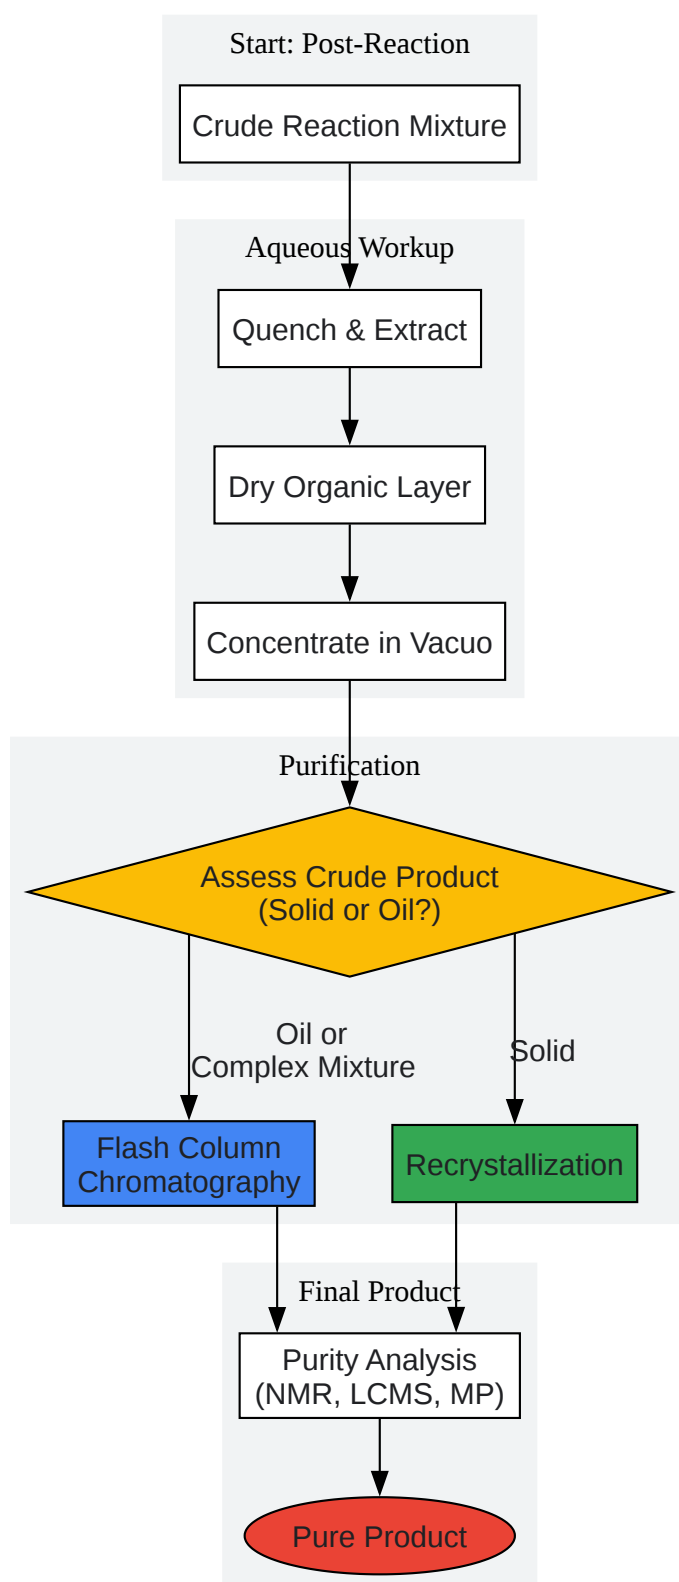 Start: Post-Reaction
Crude Reaction Mixture
Aqueous Workup
Quench & Extract
Dry Organic Layer
Concentrate in Vacuo
Purification
Assess Crude Product
(Solid or Oil?)
Oil or
Complex Mixture
Solid
Flash Column
Chromatography
Recrystallization
Final Product
Purity Analysis
(NMR, LCMS, MP)
Pure Product